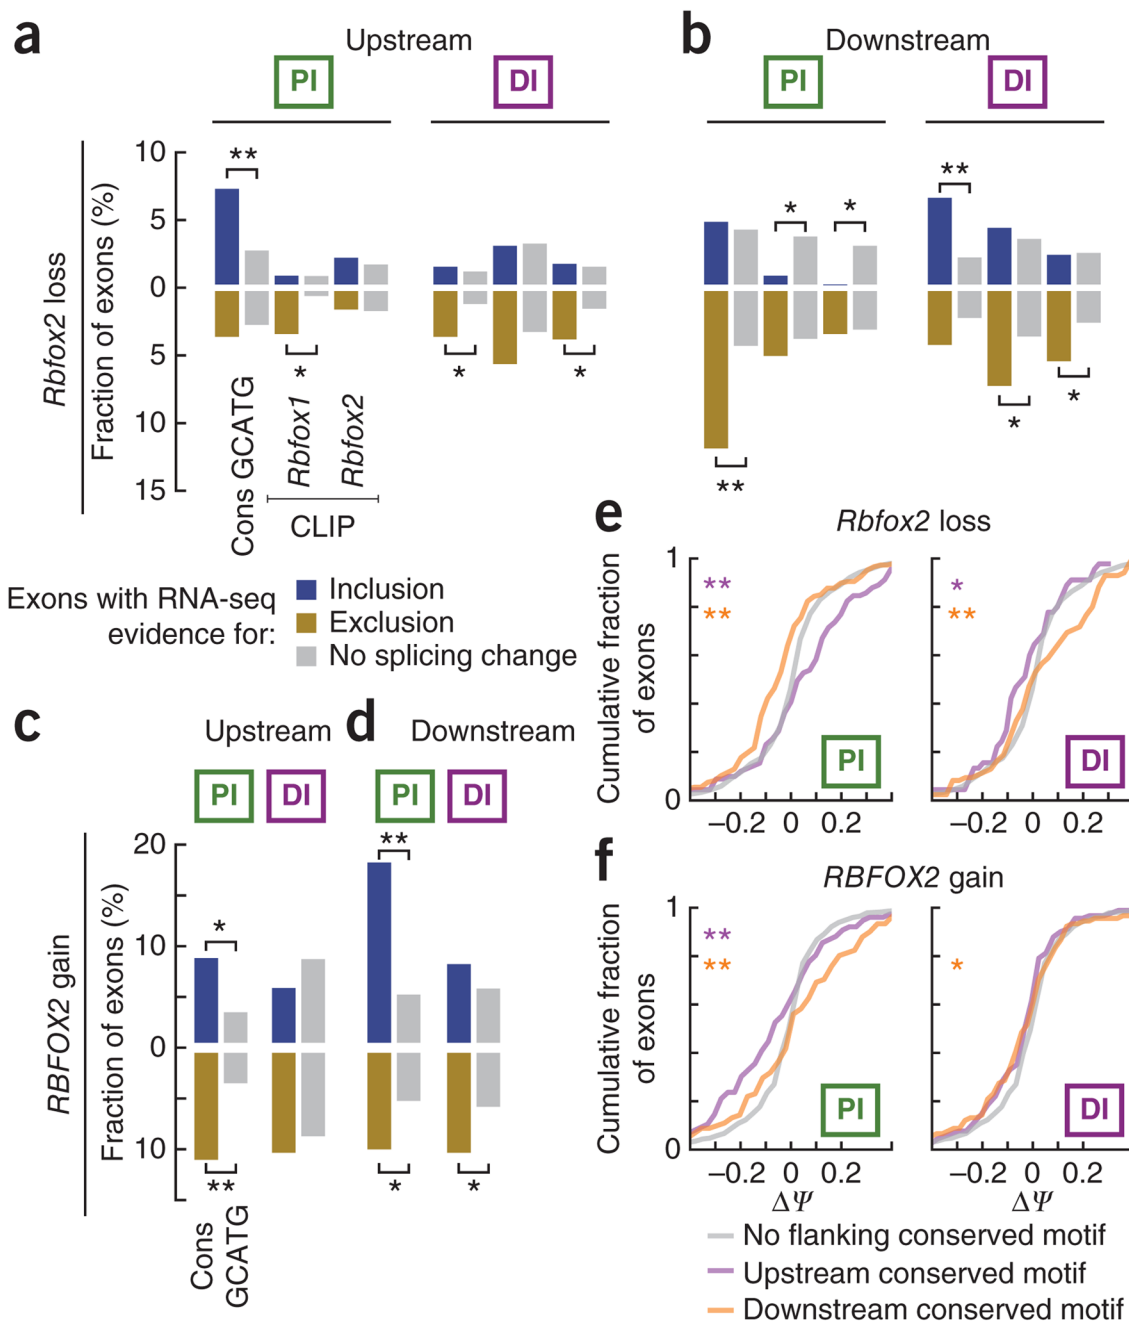 a
Upstream
PI
DI
Rbfox2 loss
Fraction of exons (%)
10
5
0
5
10
15
**
*
*
*
Cons GCATG
Rbfox1
Rbfox2
CLIP
b
Downstream
PI
DI
**
*
*
**
*
*
**
Exons with RNA-seq
evidence for:
Inclusion
Exclusion
No splicing change
c
Upstream
PI
DI
RBFOX2 gain
Fraction of exons (%)
20
10
0
10
*
**
Cons
GCATG
d
Downstream
PI
DI
**
*
*
e
Rbfox2 loss
Cumulative fraction
of exons
1
0
**
**
PI
–0.2 0 0.2
*
**
DI
–0.2 0 0.2
f
RBFOX2 gain
Cumulative fraction
of exons
1
0
**
**
PI
–0.2 0 0.2
ΔΨ
*
DI
–0.2 0 0.2
ΔΨ
No flanking conserved motif
Upstream conserved motif
Downstream conserved motif